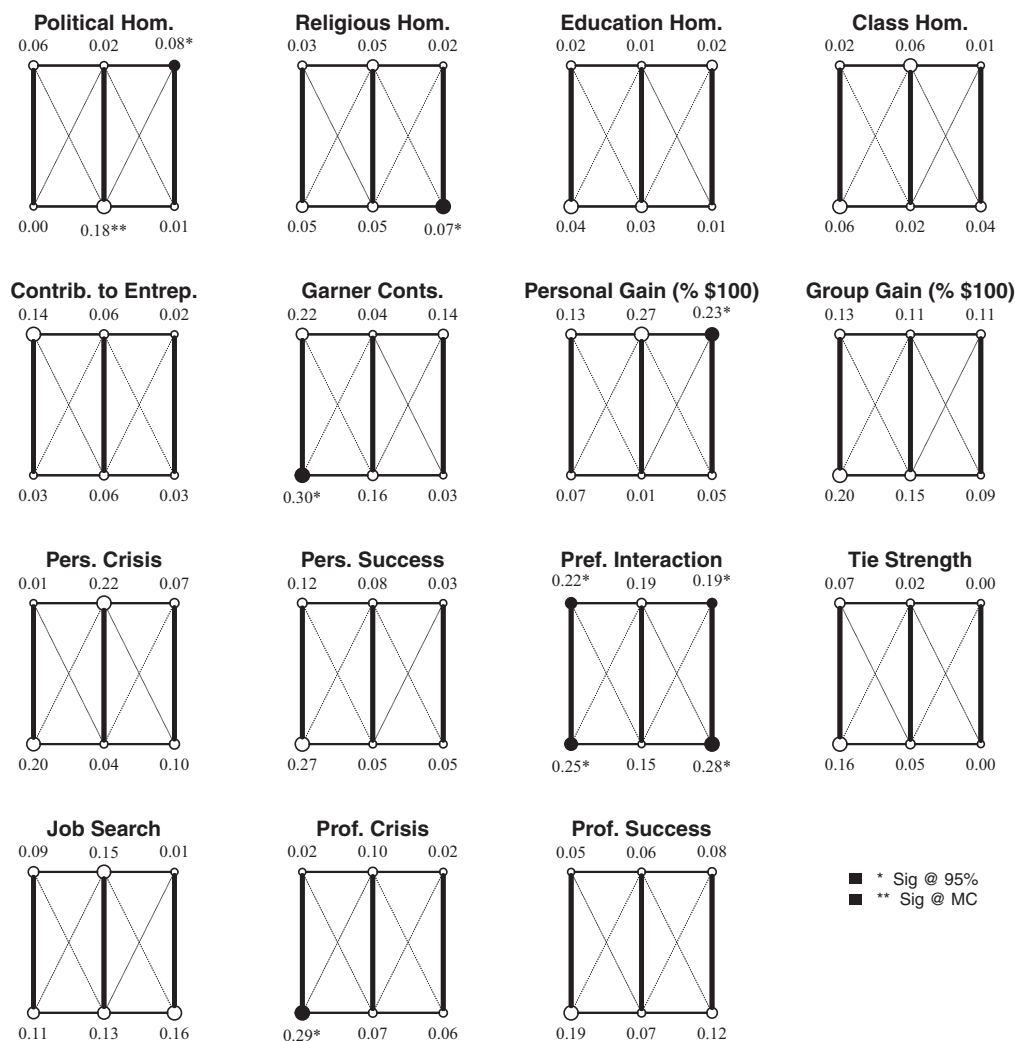 Political Hom. Religious Hom. Education Hom. Class Hom.
0.06 0.02 0.08* 0.03 0.05 0.02 0.02 0.01 0.02 0.02 0.06 0.01
0.00 0.18** 0.01 0.05 0.05 0.07* 0.04 0.03 0.01 0.06 0.02 0.04
Contrib. to Entrep. Garner Conts. Personal Gain (% $100) Group Gain (% $100)
0.14 0.06 0.02 0.22 0.04 0.14 0.13 0.27 0.23* 0.13 0.11 0.11
0.03 0.06 0.03 0.30* 0.16 0.03 0.07 0.01 0.05 0.20 0.15 0.09
Pers. Crisis Pers. Success Pref. Interaction Tie Strength
0.01 0.22 0.07 0.12 0.08 0.03 0.22* 0.19 0.19* 0.07 0.02 0.00
0.20 0.04 0.10 0.27 0.05 0.05 0.25* 0.15 0.28* 0.16 0.05 0.00
Job Search Prof. Crisis Prof. Success
0.09 0.15 0.01 0.02 0.10 0.02 0.05 0.06 0.08
* Sig @ 95%
** Sig @ MC
0.11 0.13 0.16 0.29* 0.07 0.06 0.19 0.07 0.12